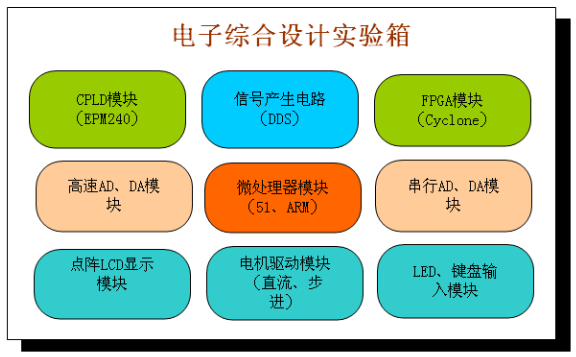 电子综合设计实验箱
CPLD模块
（EPM240）
信号产生电路
（DDS）
FPGA模块
（Cyclone）
高速AD、DA模
块
微处理器模块
（51、ARM）
串行AD、DA模
块
点阵LCD显示
模块
电机驱动模块
（直流、步
进）
LED、键盘输
入模块